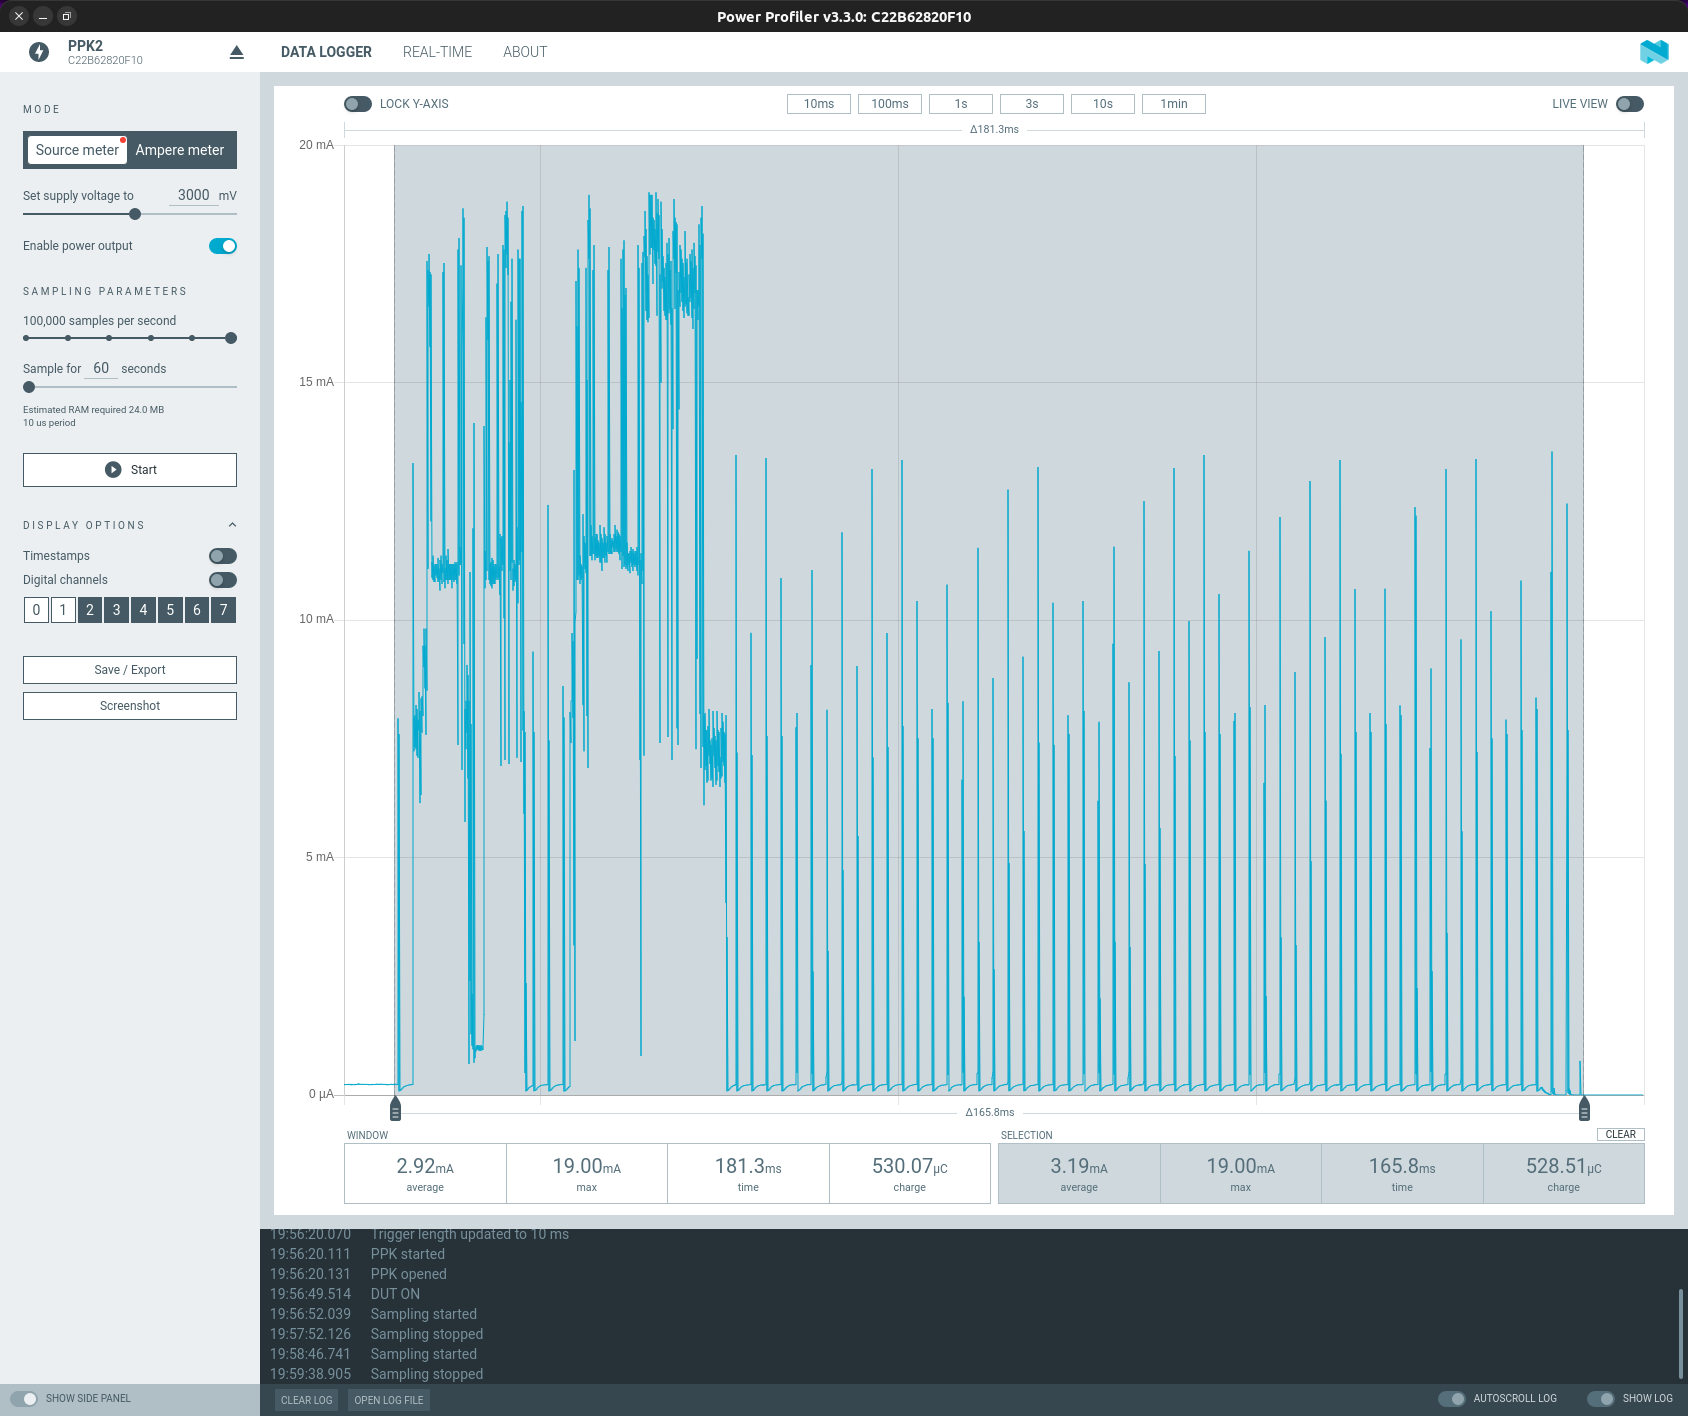 Power Profiler v3.3.0: C22B62820F10
PPK2
C22B62820F10
DATA LOGGER
REAL-TIME
ABOUT
MODE
Source meter
Ampere meter
Set supply voltage to 3000 mV
Enable power output
SAMPLING PARAMETERS
100,000 samples per second
Sample for 60 seconds
Estimated RAM required 24.0 MB
10 us period
Start
DISPLAY OPTIONS
Timestamps
Digital channels
0 1 2 3 4 5 6 7
Save / Export
Screenshot
SHOW SIDE PANEL
LOCK Y-AXIS
10ms
100ms
1s
3s
10s
1min
LIVE VIEW
Δ181.3ms
20 mA
15 mA
10 mA
5 mA
0 µA
Δ165.8ms
WINDOW
2.92mA
average
19.00mA
max
181.3ms
time
530.07µC
charge
SELECTION
CLEAR
3.19mA
average
19.00mA
max
165.8ms
time
528.51µC
charge
19:56:20.070 Trigger length updated to 10 ms
19:56:20.111 PPK started
19:56:20.131 PPK opened
19:56:49.514 DUT ON
19:56:52.039 Sampling started
19:57:52.126 Sampling stopped
19:58:46.741 Sampling started
19:59:38.905 Sampling stopped
CLEAR LOG
OPEN LOG FILE
AUTOSCROLL LOG
SHOW LOG